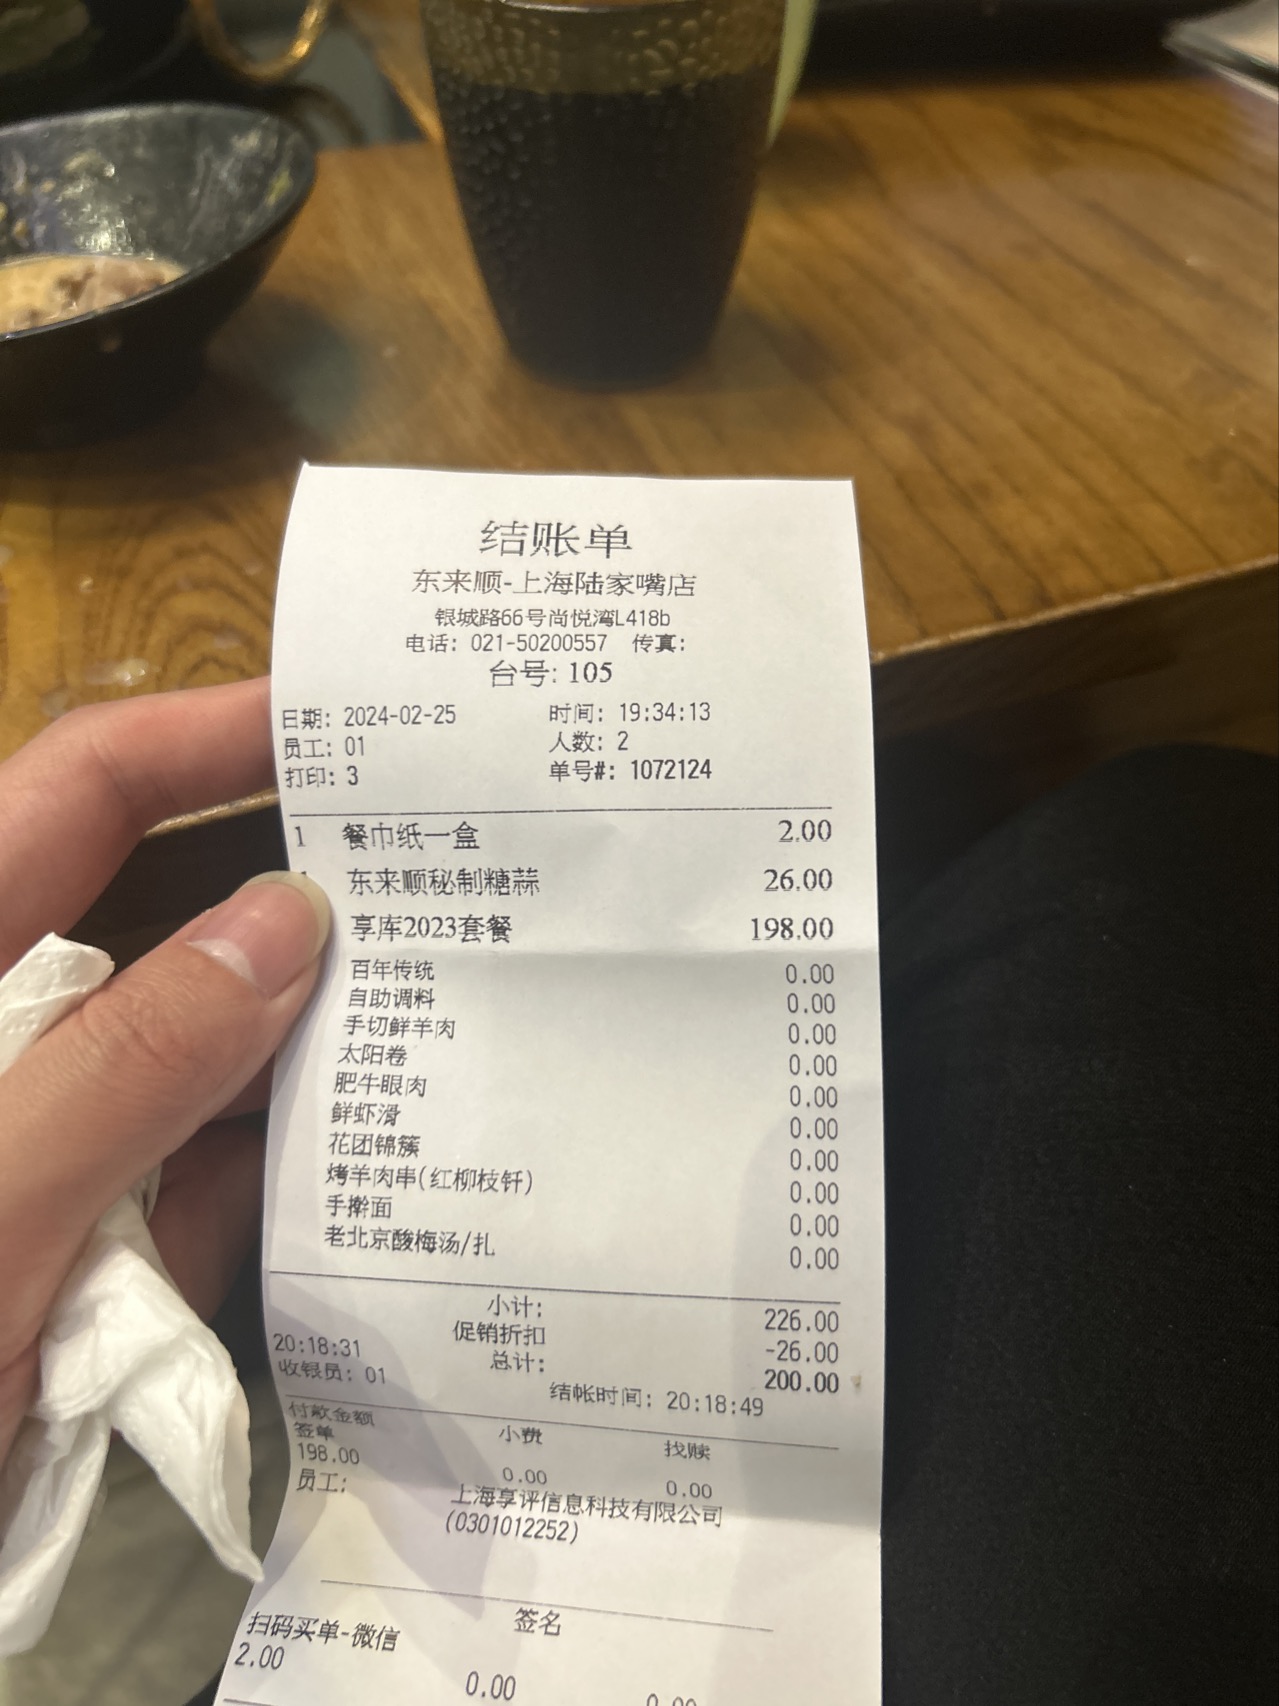 结账单
东来顺-上海陆家嘴店
银城路66号尚悦湾L418b
电话: 021-50200557 传真:
台号: 105
日期: 2024-02-25 时间: 19:34:13
员工: 01 人数: 2
打印: 3 单号#: 1072124
1 餐巾纸一盒 2.00
东来顺秘制糖蒜 26.00
享库2023套餐 198.00
百年传统 0.00
自助调料 0.00
手切鲜羊肉 0.00
太阳卷 0.00
肥牛眼肉 0.00
鲜虾滑 0.00
花团锦簇 0.00
烤羊肉串(红柳枝钎) 0.00
手擀面 0.00
老北京酸梅汤/扎 0.00
小计: 226.00
促销折扣 -26.00
20:18:31 总计: 200.00
收银员: 01 结帐时间: 20:18:49
付款金额 小费 找赎
签单
198.00 0.00 0.00
员工: 上海享评信息科技有限公司
(0301012252)
签名
扫码买单-微信
2.00 0.00 0.00